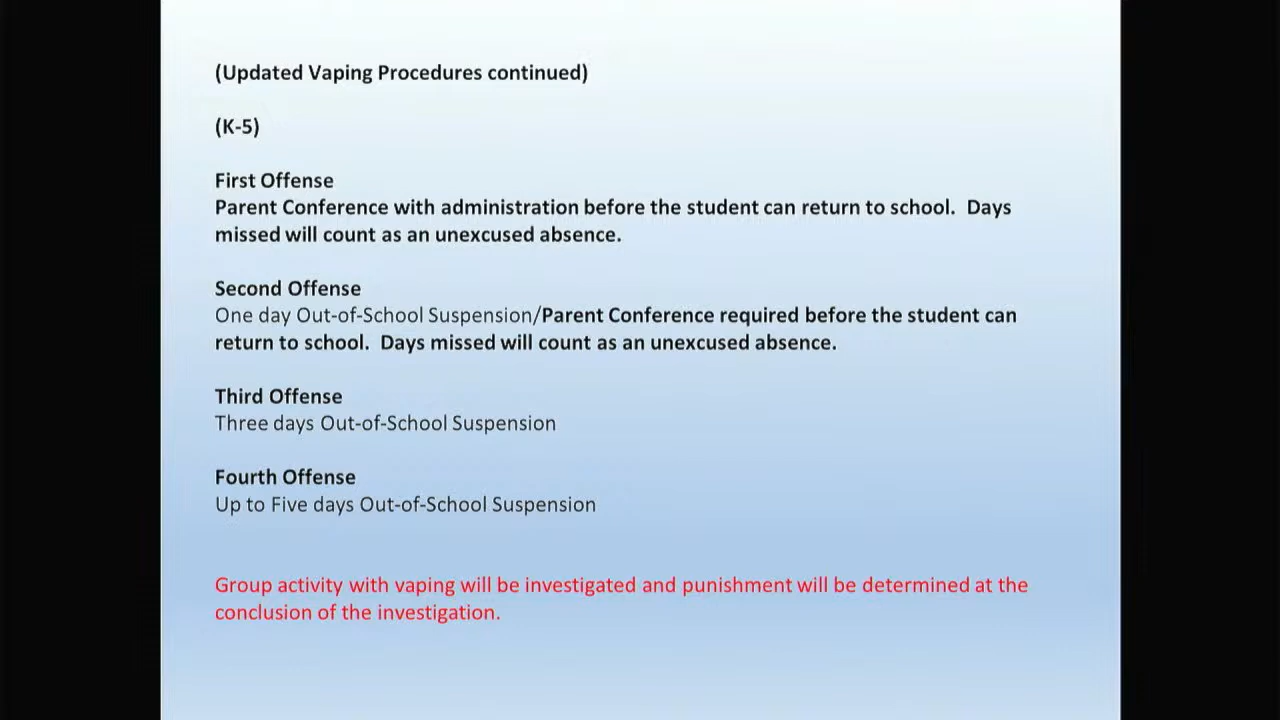 (Updated Vaping Procedures continued)
(K-5)
First Offense
Parent Conference with administration before the student can return to school.  Days
missed will count as an unexcused absence.
Second Offense
One day Out-of-School Suspension/Parent Conference required before the student can
return to school.  Days missed will count as an unexcused absence.
Third Offense
Three days Out-of-School Suspension
Fourth Offense
Up to Five days Out-of-School Suspension
Group activity with vaping will be investigated and punishment will be determined at the
conclusion of the investigation.